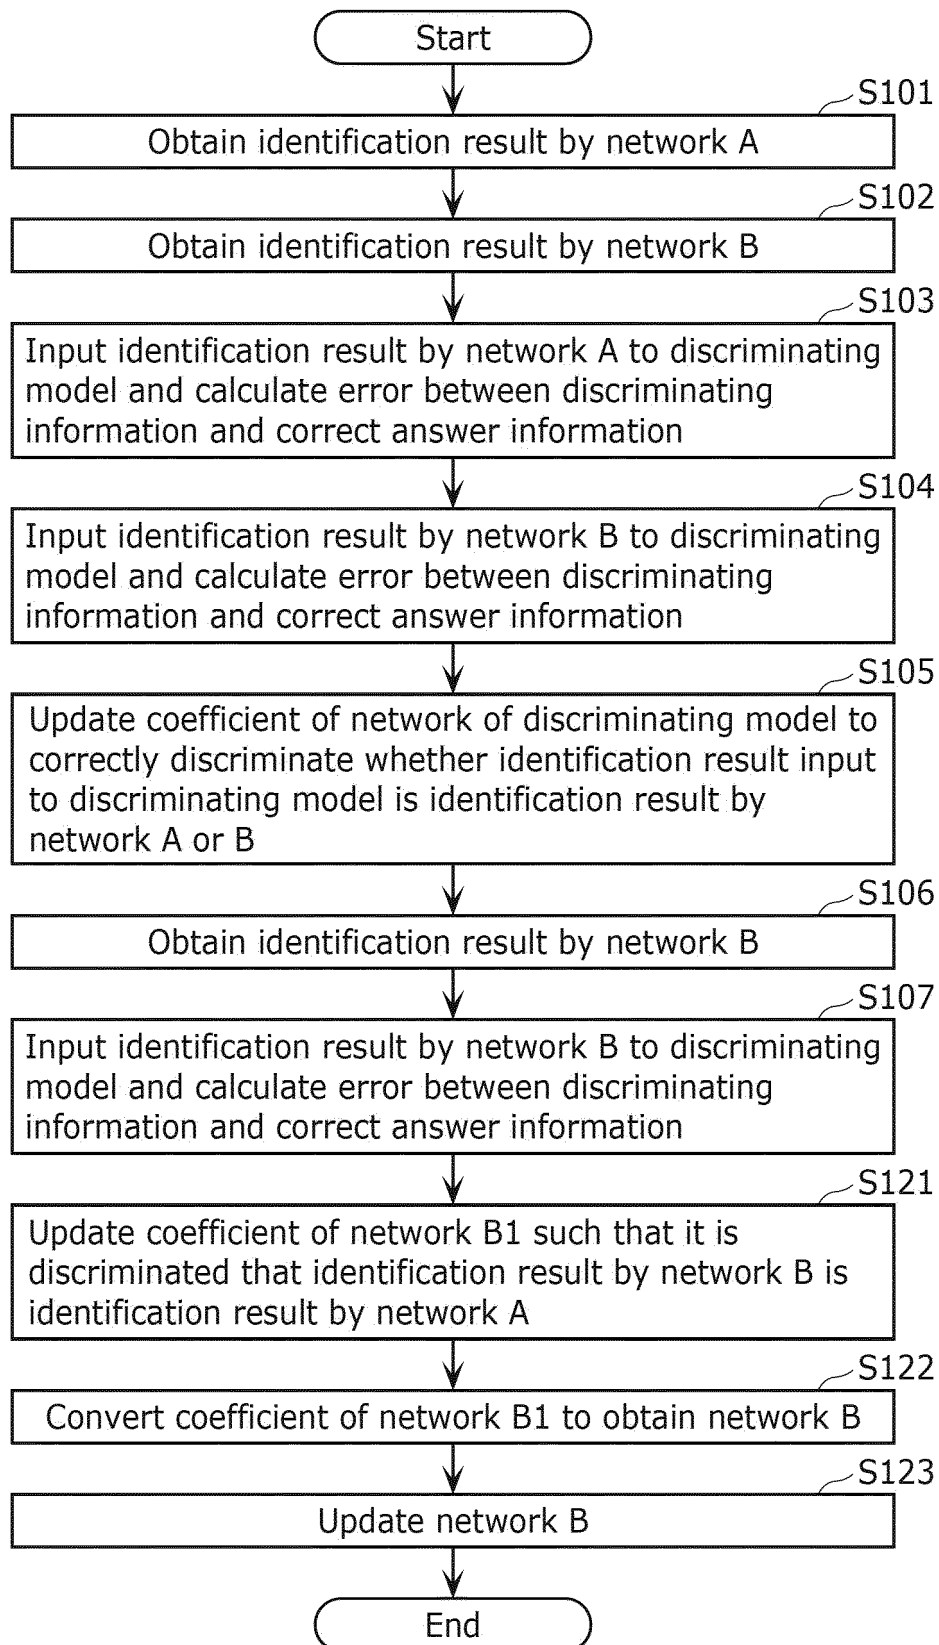 Start
S101
Obtain identification result by network A
S102
Obtain identification result by network B
S103
Input identification result by network A to discriminating
model and calculate error between discriminating
information and correct answer information
S104
Input identification result by network B to discriminating
model and calculate error between discriminating
information and correct answer information
S105
Update coefficient of network of discriminating model to
correctly discriminate whether identification result input
to discriminating model is identification result by
network A or B
S106
Obtain identification result by network B
S107
Input identification result by network B to discriminating
model and calculate error between discriminating
information and correct answer information
S121
Update coefficient of network B1 such that it is
discriminated that identification result by network B is
identification result by network A
S122
Convert coefficient of network B1 to obtain network B
S123
Update network B
End